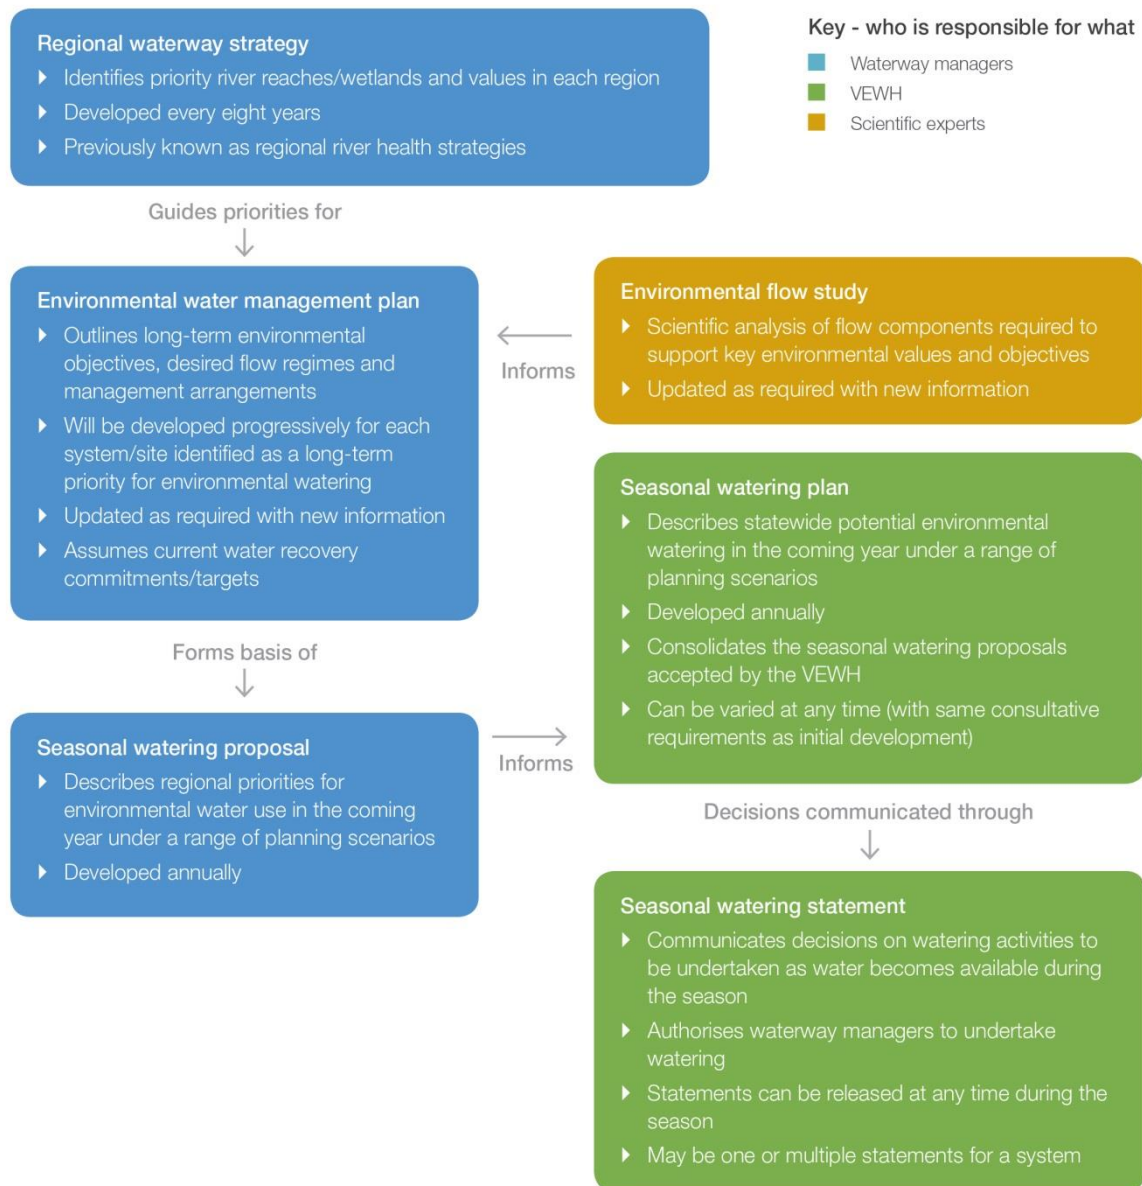 Regional waterway strategy
‣ Identifies priority river reaches/wetlands and values in each region
‣ Developed every eight years
‣ Previously known as regional river health strategies
Key - who is responsible for what
Waterway managers
VEWH
Scientific experts
Guides priorities for
Environmental water management plan
‣ Outlines long-term environmental
objectives, desired flow regimes and
management arrangements
‣ Will be developed progressively for each
system/site identified as a long-term
priority for environmental watering
‣ Updated as required with new information
‣ Assumes current water recovery
commitments/targets
Informs
Environmental flow study
‣ Scientific analysis of flow components required to
support key environmental values and objectives
‣ Updated as required with new information
Forms basis of
Seasonal watering proposal
‣ Describes regional priorities for
environmental water use in the coming
year under a range of planning scenarios
‣ Developed annually
Informs
Seasonal watering plan
‣ Describes statewide potential environmental
watering in the coming year under a range of
planning scenarios
‣ Developed annually
‣ Consolidates the seasonal watering proposals
accepted by the VEWH
‣ Can be varied at any time (with same consultative
requirements as initial development)
Decisions communicated through
Seasonal watering statement
‣ Communicates decisions on watering activities to
be undertaken as water becomes available during
the season
‣ Authorises waterway managers to undertake
watering
‣ Statements can be released at any time during the
season
‣ May be one or multiple statements for a system